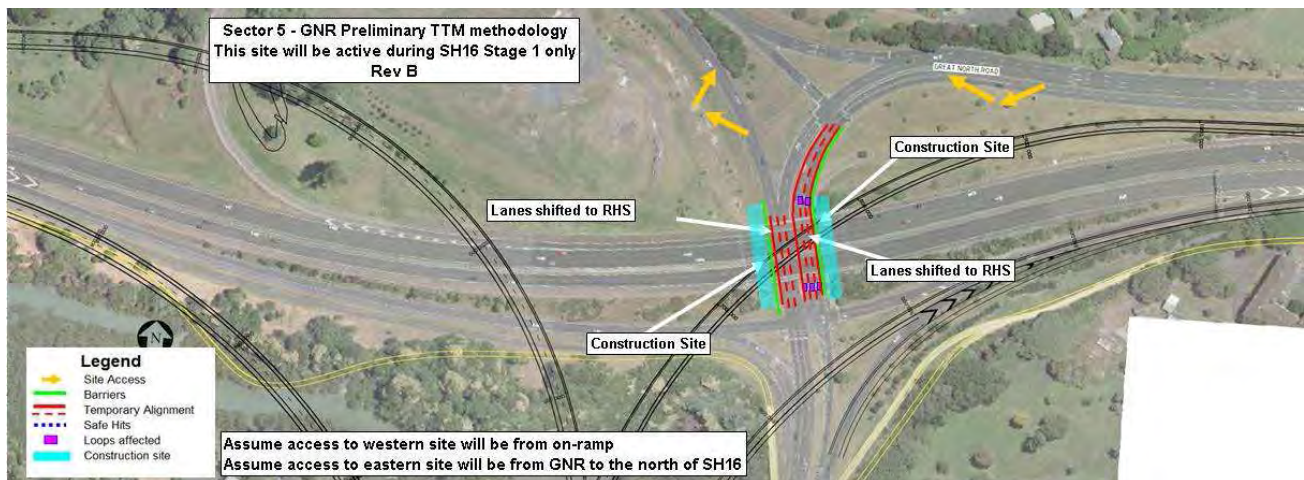 Sector 5 - GNR Preliminary TTM methodology
This site will be active during SH16 Stage 1 only
Rev B
GREAT NORTH ROAD
Construction Site
Lanes shifted to RHS
Lanes shifted to RHS
Construction Site
N
Legend
Site Access
Barriers
Temporary Alignment
Safe Hits
Loops affected
Construction site
Assume access to western site will be from on-ramp
Assume access to eastern site will be from GNR to the north of SH16